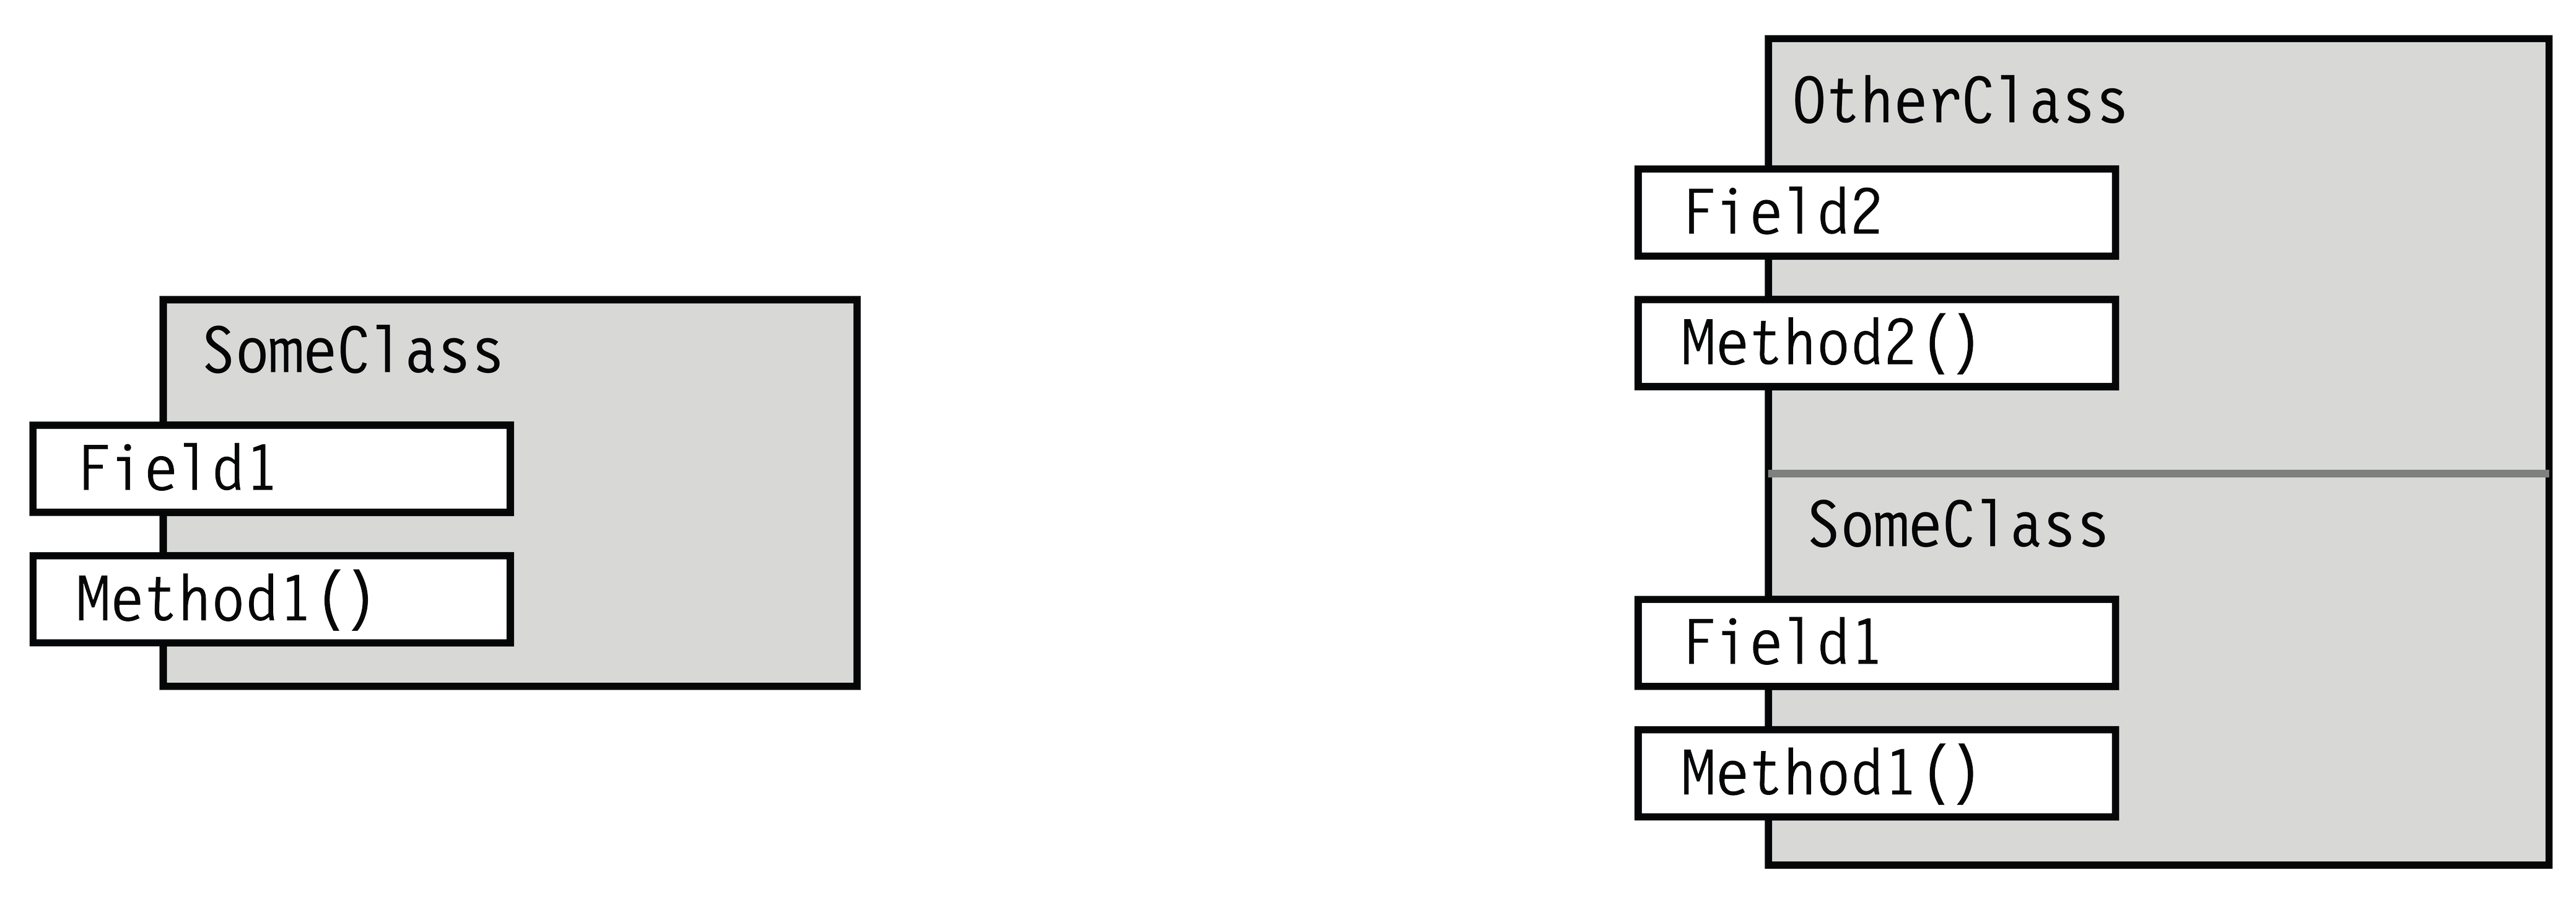 SomeClass
Field1
Method1()
OtherClass
Field2
Method2()
SomeClass
Field1
Method1()